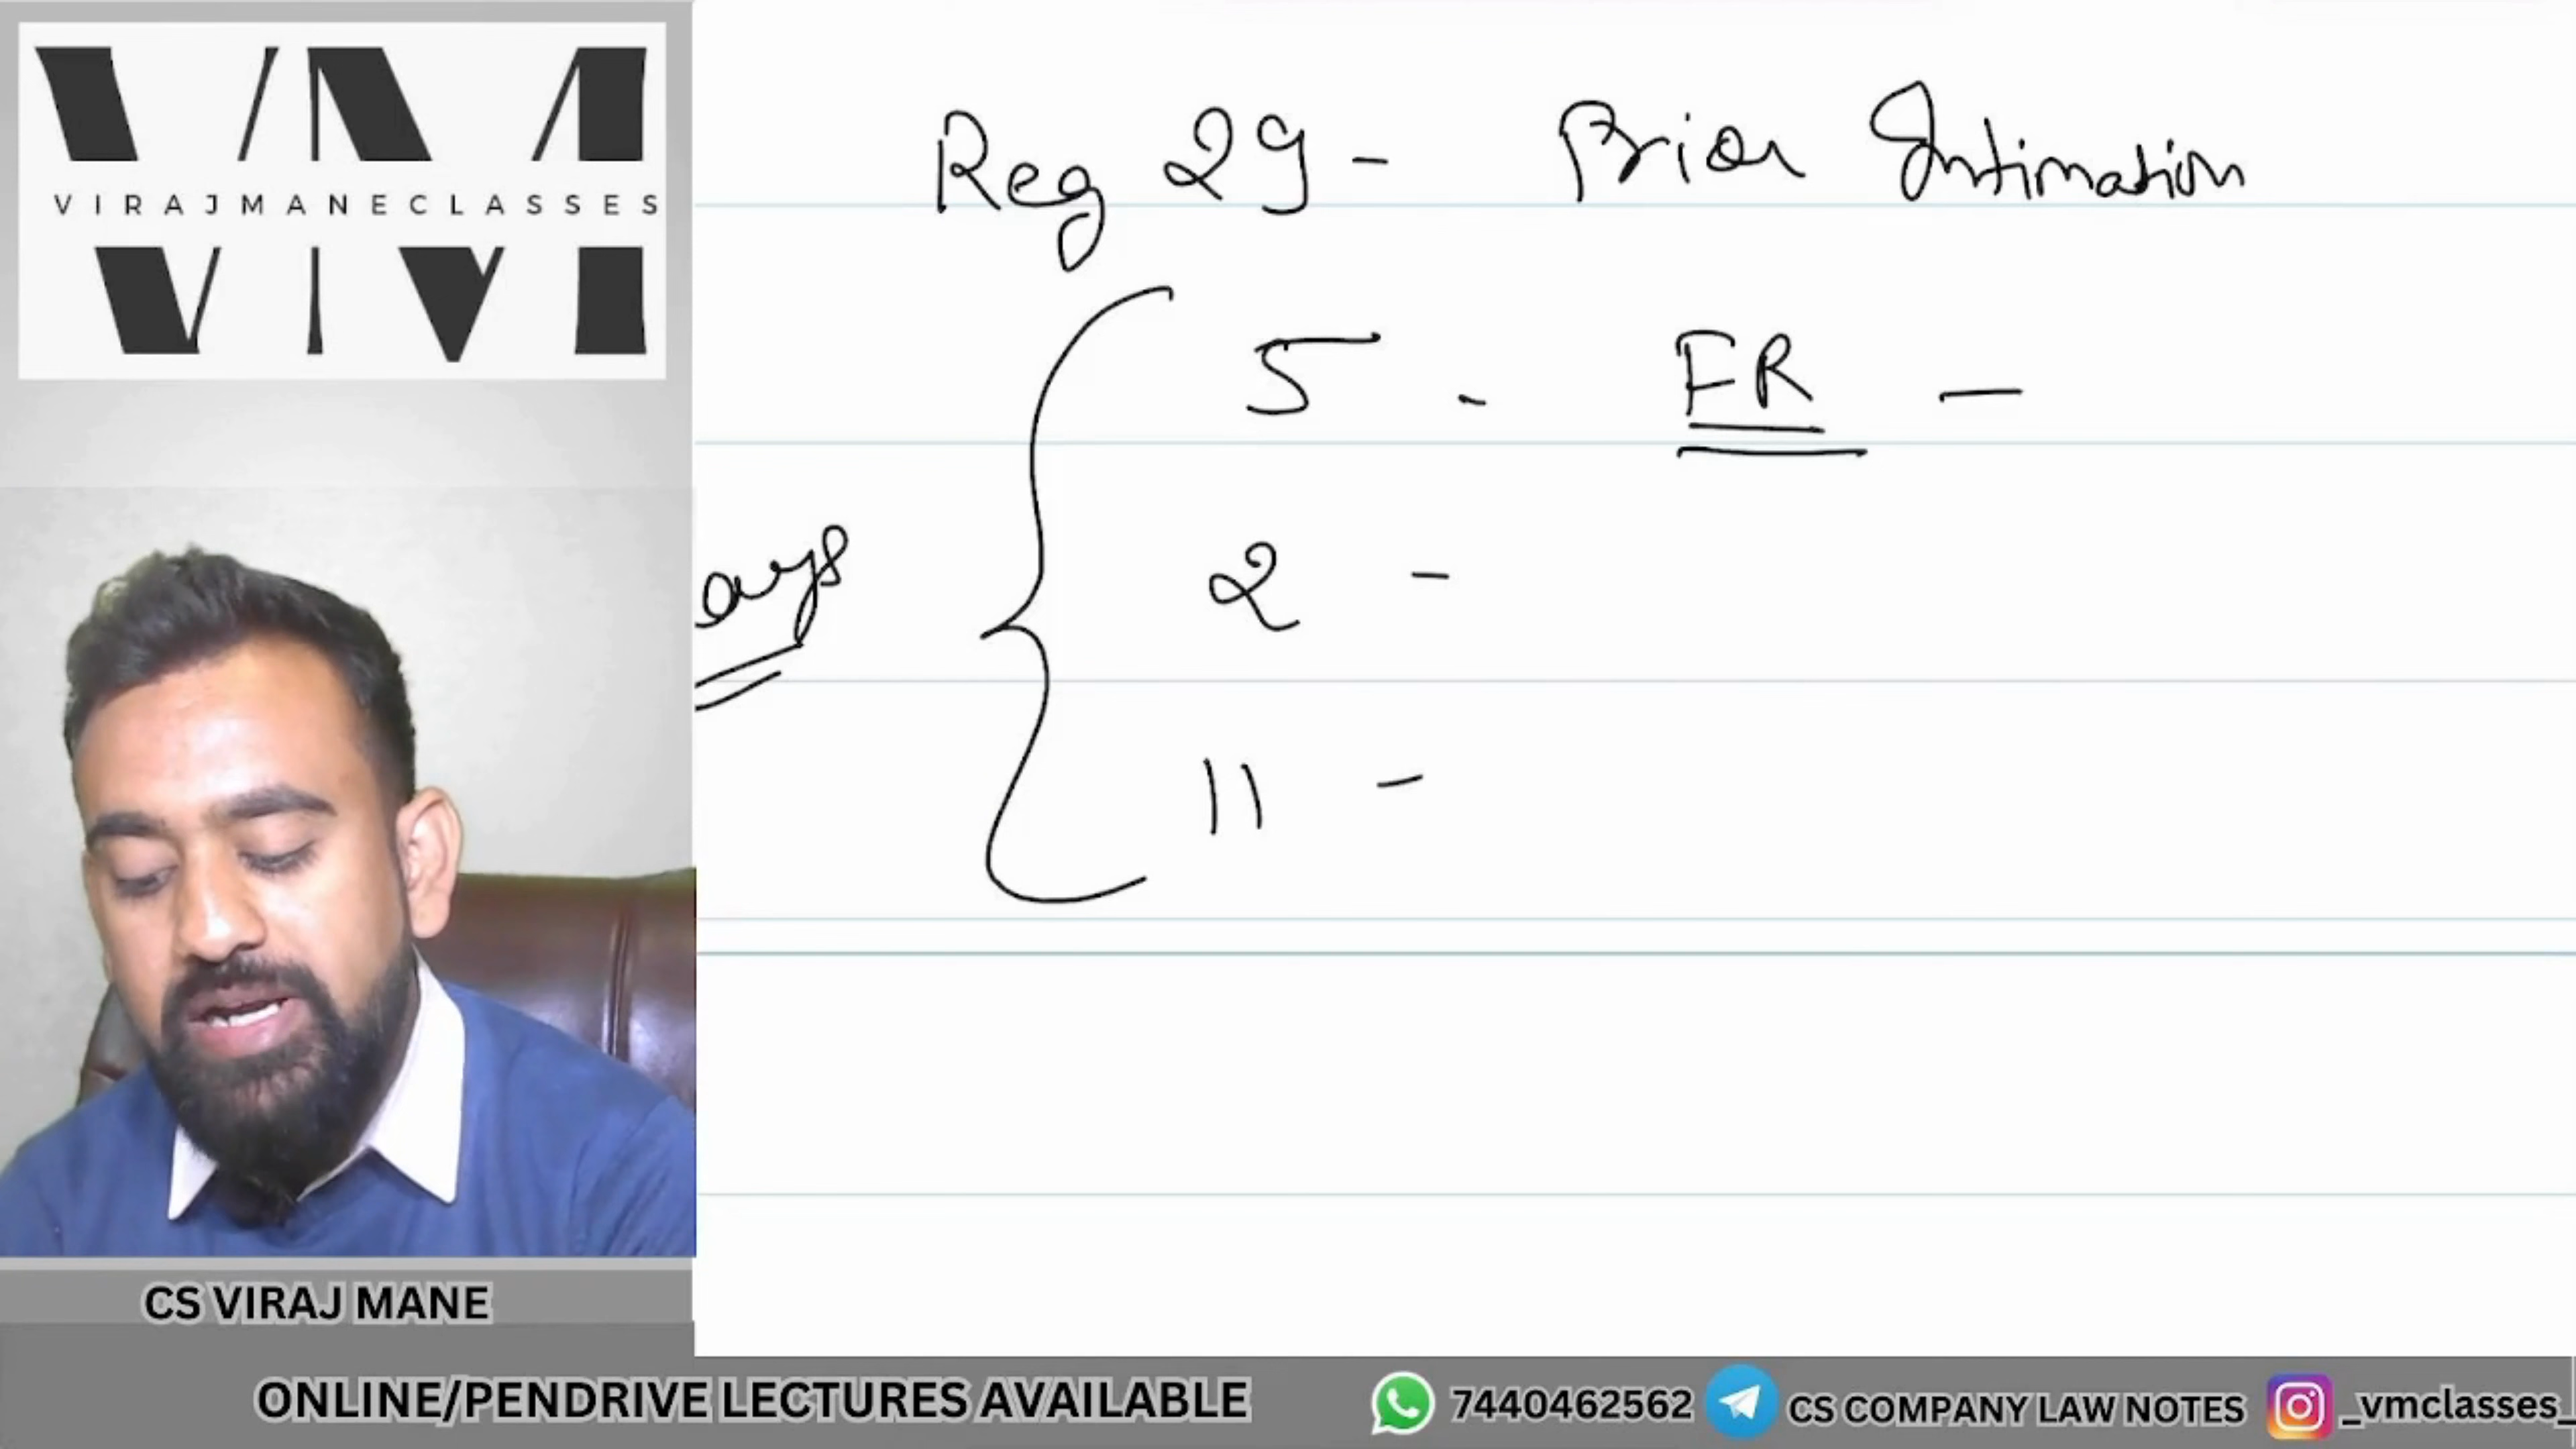 VIRAJMANECLASSES
Reg 29 - Prior Intimation
5 - FR -
ays
2 -
11 -
CS VIRAJ MANE
ONLINE/PENDRIVE LECTURES AVAILABLE
7440462562
CS COMPANY LAW NOTES
_vmclasses_